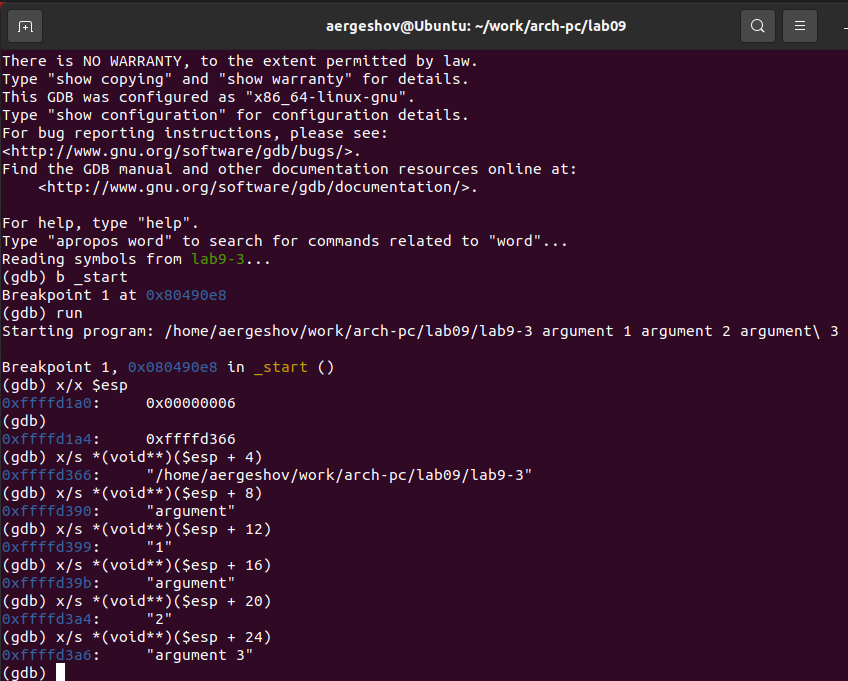 aergeshov@Ubuntu: ~/work/arch-pc/lab09
There is NO WARRANTY, to the extent permitted by law.
Type "show copying" and "show warranty" for details.
This GDB was configured as "x86_64-linux-gnu".
Type "show configuration" for configuration details.
For bug reporting instructions, please see:
<http://www.gnu.org/software/gdb/bugs/>.
Find the GDB manual and other documentation resources online at:
    <http://www.gnu.org/software/gdb/documentation/>.

For help, type "help".
Type "apropos word" to search for commands related to "word"...
Reading symbols from lab9-3...
(gdb) b _start
Breakpoint 1 at 0x80490e8
(gdb) run
Starting program: /home/aergeshov/work/arch-pc/lab09/lab9-3 argument 1 argument 2 argument\ 3

Breakpoint 1, 0x080490e8 in _start ()
(gdb) x/x $esp
0xffffd1a0:     0x00000006
(gdb)
0xffffd1a4:     0xffffd366
(gdb) x/s *(void**)($esp + 4)
0xffffd366:     "/home/aergeshov/work/arch-pc/lab09/lab9-3"
(gdb) x/s *(void**)($esp + 8)
0xffffd390:     "argument"
(gdb) x/s *(void**)($esp + 12)
0xffffd399:     "1"
(gdb) x/s *(void**)($esp + 16)
0xffffd39b:     "argument"
(gdb) x/s *(void**)($esp + 20)
0xffffd3a4:     "2"
(gdb) x/s *(void**)($esp + 24)
0xffffd3a6:     "argument 3"
(gdb)